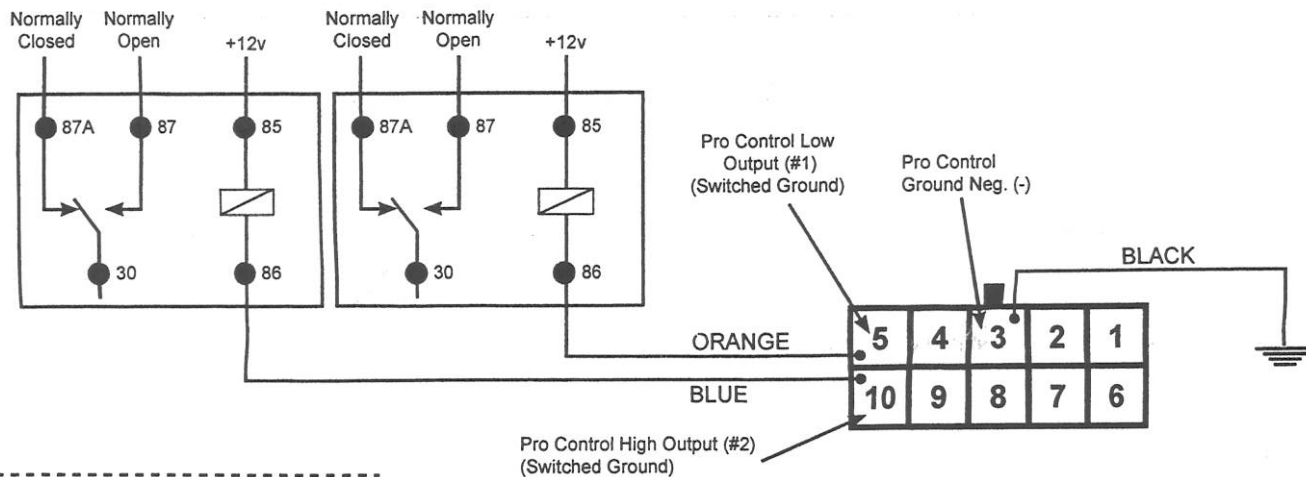 Normally
Closed
Normally
Open
+12v
Normally
Closed
Normally
Open
+12v
87A
87
85
87A
87
85
30
86
30
86
Pro Control Low
Output (#1)
(Switched Ground)
Pro Control
Ground Neg. (-)
BLACK
ORANGE
BLUE
5 4 3 2 1
10 9 8 7 6
Pro Control High Output (#2)
(Switched Ground)